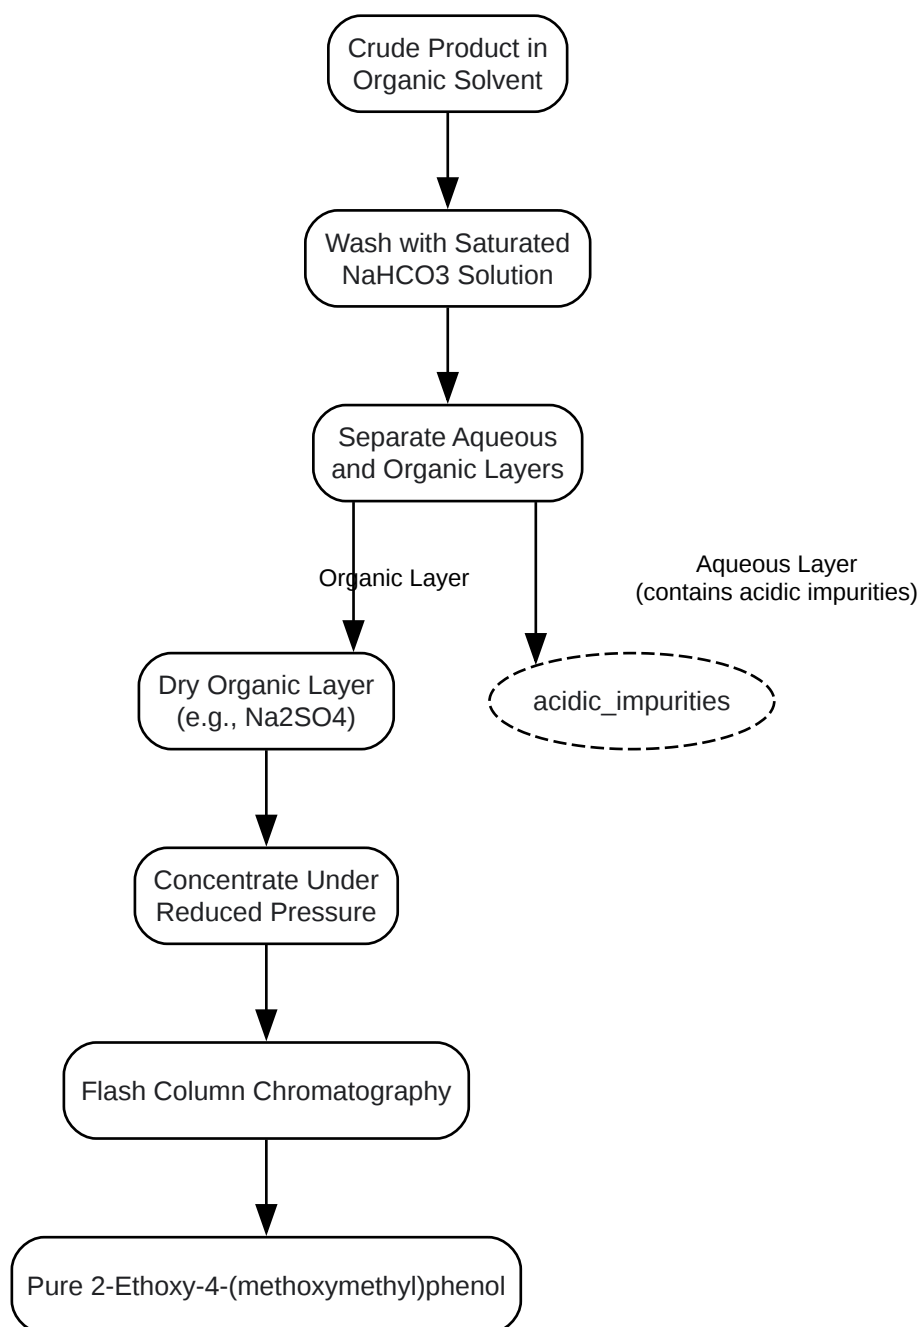 Crude Product in
Organic Solvent
Wash with Saturated
NaHCO3 Solution
Separate Aqueous
and Organic Layers
Organic Layer
Aqueous Layer
(contains acidic impurities)
Dry Organic Layer
(e.g., Na2SO4)
acidic_impurities
Concentrate Under
Reduced Pressure
Flash Column Chromatography
Pure 2-Ethoxy-4-(methoxymethyl)phenol